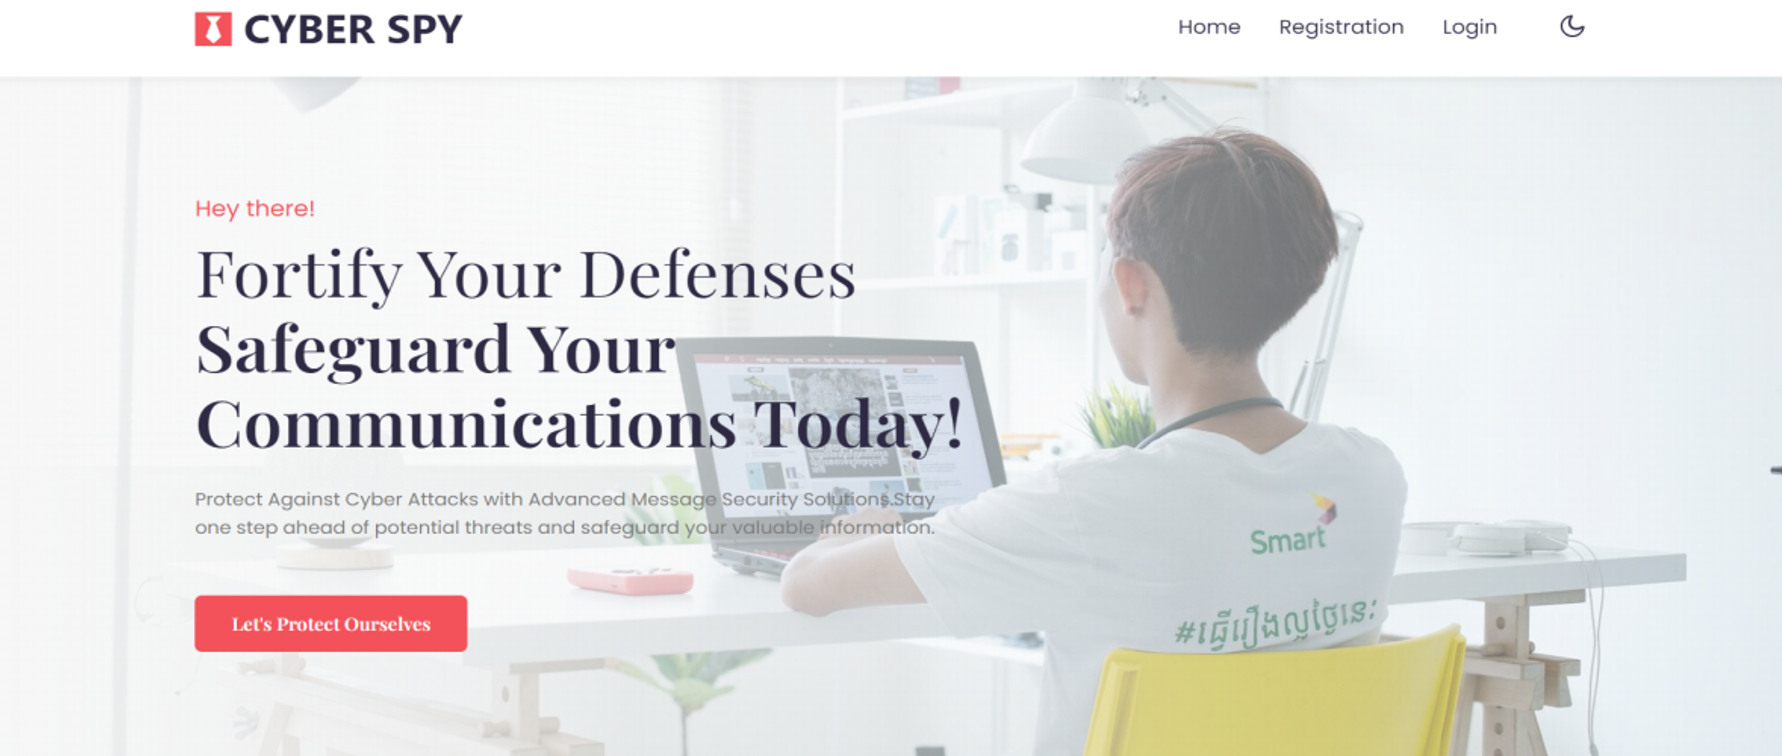 CYBER SPY
Home Registration Login
Hey there!
Fortify Your Defenses
Safeguard Your
Communications Today!
Protect Against Cyber Attacks with Advanced Message Security Solutions.Stay
one step ahead of potential threats and safeguard your valuable information.
Let's Protect Ourselves
Smart
#ធ្វើរឿងល្អថ្ងៃនេះ